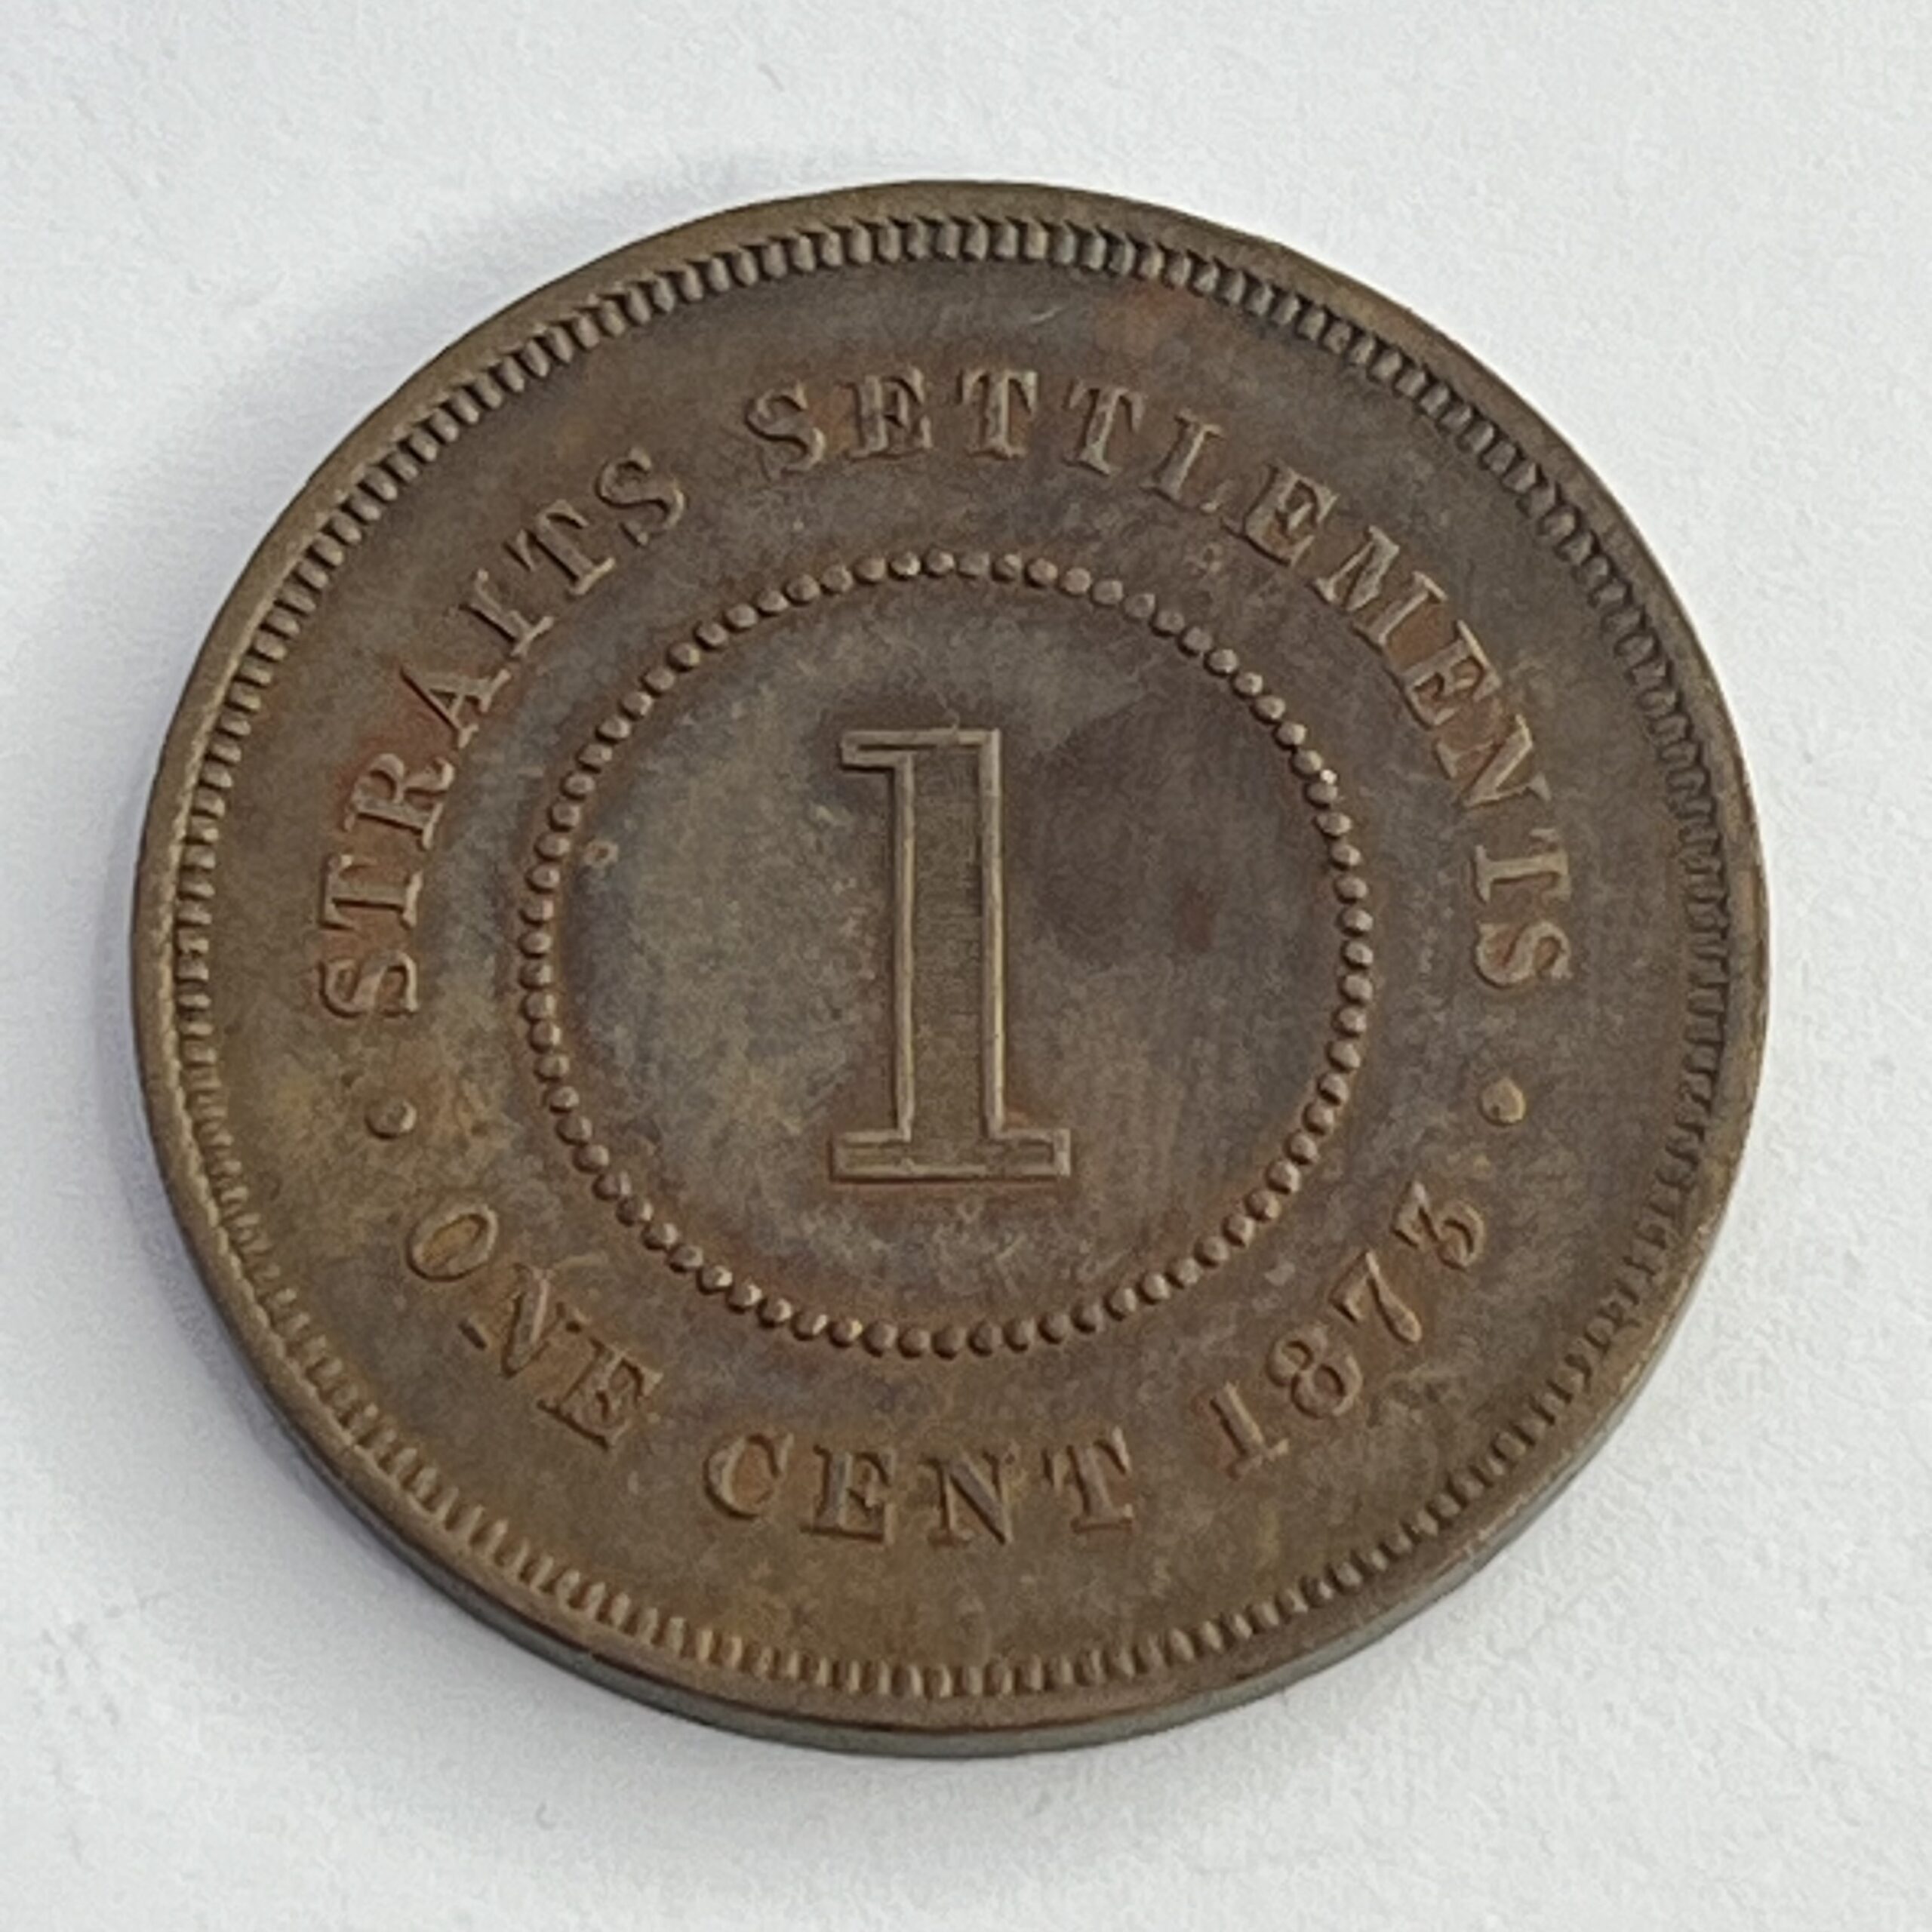 STRAITS SETTLEMENTS
1
ONE CENT 1873